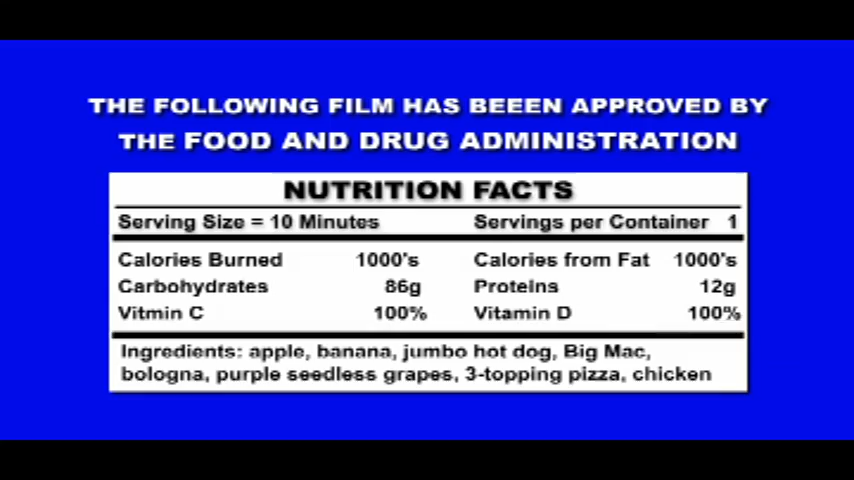 THE FOLLOWING FILM HAS BEEEN APPROVED BY
THE FOOD AND DRUG ADMINISTRATION
NUTRITION FACTS
Serving Size = 10 Minutes Servings per Container 1
Calories Burned 1000's Calories from Fat 1000's
Carbohydrates 86g Proteins 12g
Vitmin C 100% Vitamin D 100%
Ingredients: apple, banana, jumbo hot dog, Big Mac,
bologna, purple seedless grapes, 3-topping pizza, chicken